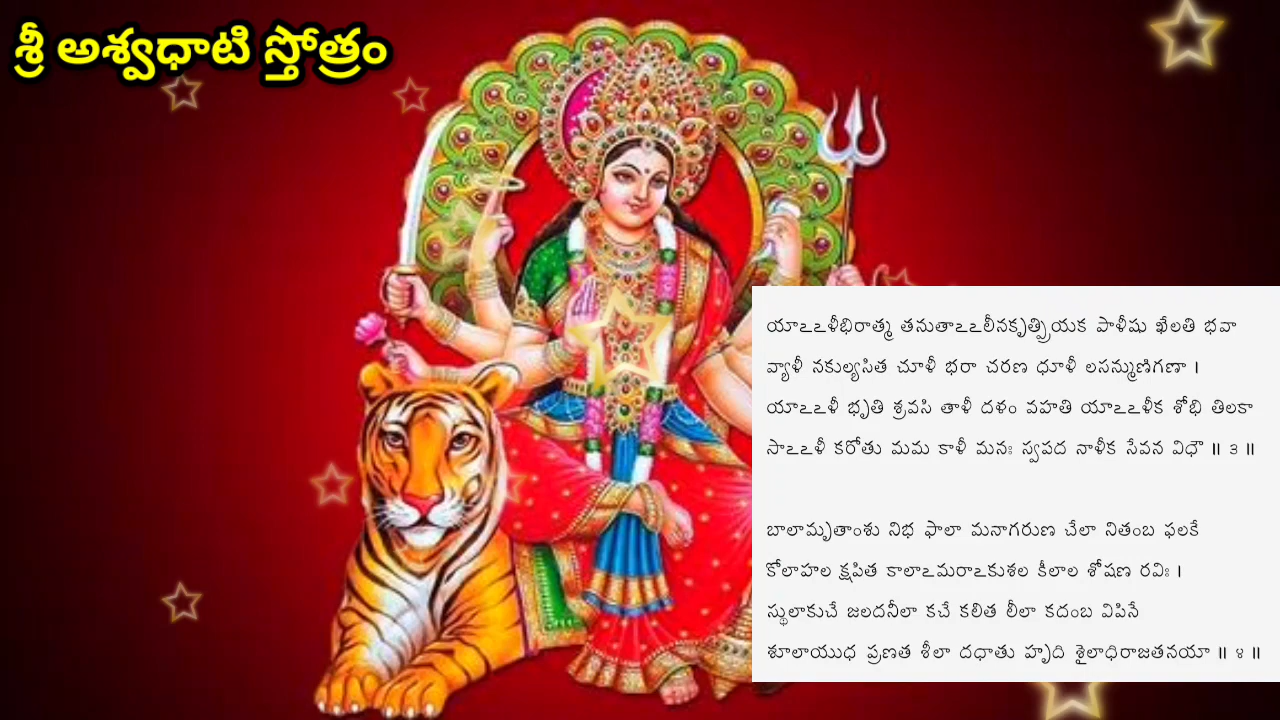 శ్రీ అశ్వధాటి స్తోత్రం
యాఽఽళీభిరాత్మ తనుతాఽఽలీనకృత్ప్రియక పాళీషు ఖేలతి భవా
వ్యాళీ నకుల్యసిత చూళీ భరా చరణ ధూళీ లసన్ముణిగణా ।
యాఽఽళీ భృతి శ్రవసి తాళీ దళం వహతి యాఽఽళీక శోభి తిలకా
సాఽఽళీ కరోతు మమ కాళీ మనః స్వపద నాళీక సేవన విధౌ ॥ ౩ ॥
బాలామృతాంశు నిభ ఫాలా మనాగరుణ చేలా నితంబ ఫలకే
కోలాహల క్షపిత కాలాఽమరాఽకుశల కీలాల శోషణ రవిః ।
స్థులాకుచే జలదనీలా కచే కలిత లీలా కదంబ విపినే
శూలాయుధ ప్రణత శీలా దధాతు హృది శైలాధిరాజతనయా ॥ ౪ ॥